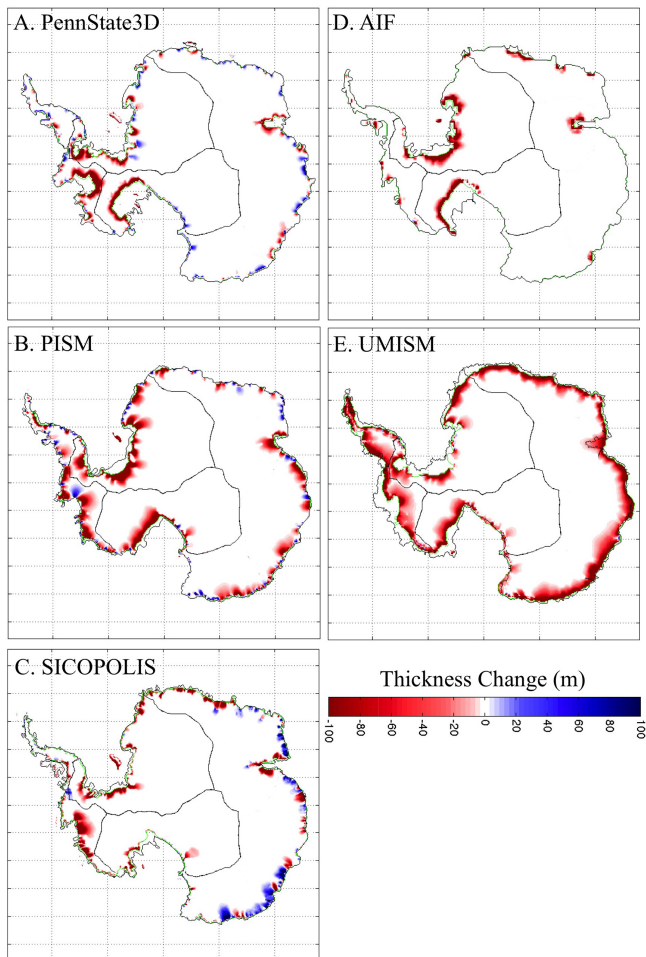 A. PennState3D
D. AIF
B. PISM
E. UMISM
C. SICOPOLIS
Thickness Change (m)
-100 -80 -60 -40 -20 0 20 40 60 80 100